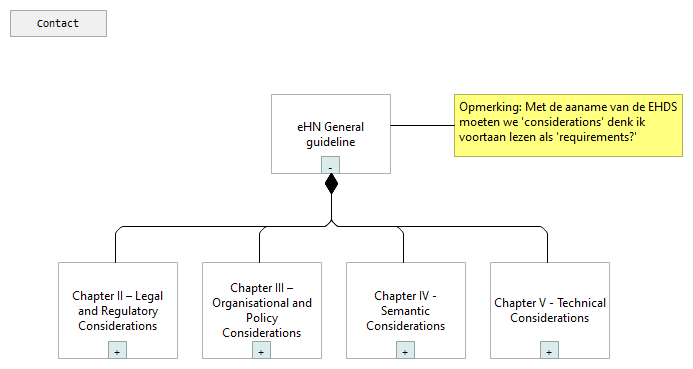 Contact
eHN General
guideline
-
Opmerking: Met de aaname van de EHDS
moeten we 'considerations' denk ik
voortaan lezen als 'requirements?'
Chapter II – Legal
and Regulatory
Considerations
+
Chapter III –
Organisational and
Policy
Considerations
+
Chapter IV -
Semantic
Considerations
+
Chapter V - Technical
Considerations
+